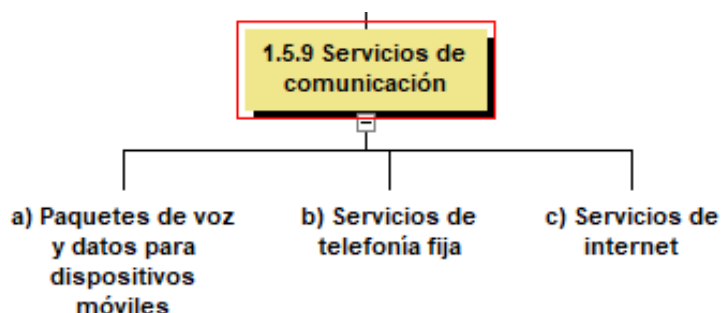 1.5.9 Servicios de
comunicación
a) Paquetes de voz
y datos para
dispositivos
móviles
b) Servicios de
telefonía fija
c) Servicios de
internet